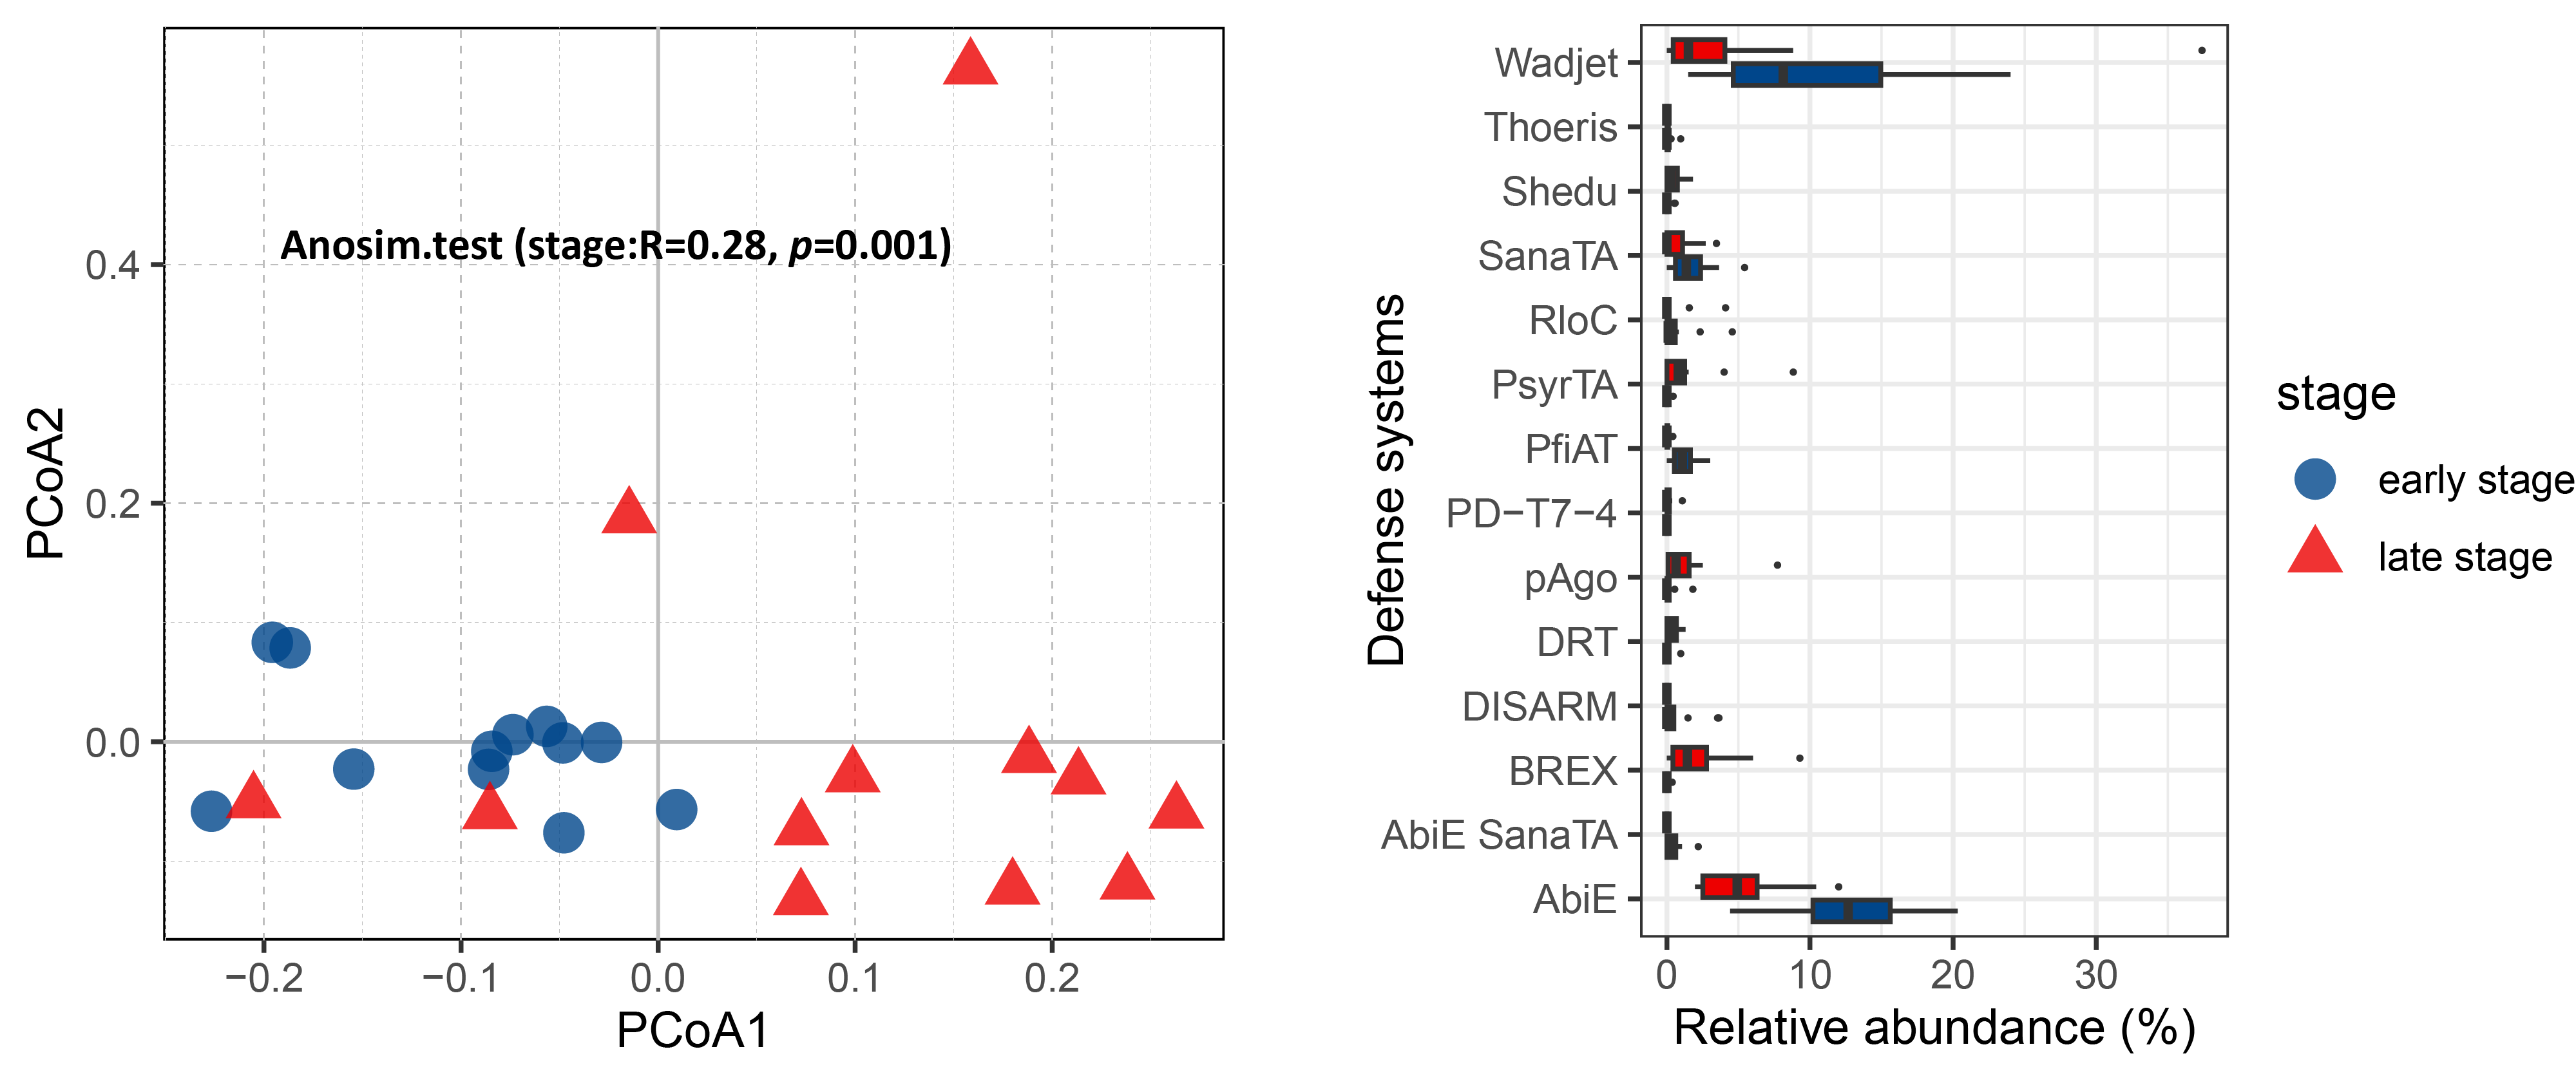 Anosim.test (stage:R=0.28, p=0.001)
PCoA2
0.4
0.2
0.0
−0.2
−0.1
0.0
0.1
0.2
PCoA1
Defense systems
Wadjet
Thoeris
Shedu
SanaTA
RloC
PsyrTA
PfiAT
PD−T7−4
pAgo
DRT
DISARM
BREX
AbiE SanaTA
AbiE
0
10
20
30
Relative abundance (%)
stage
early stage
late stage